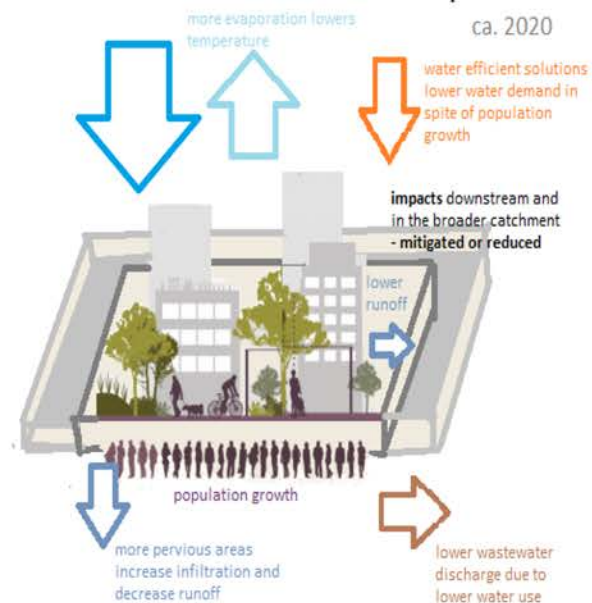 more evaporation lowers
temperature
ca. 2020
water efficient solutions
lower water demand in
spite of population
growth
impacts downstream and
in the broader catchment
- mitigated or reduced
lower
runoff
population growth
more pervious areas
increase infiltration and
decrease runoff
lower wastewater
discharge due to
lower water use